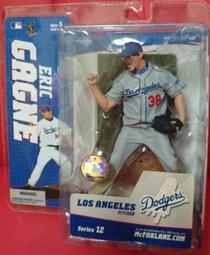 ERIC
GAGNE
Los Angeles
38
LOS ANGELES
PITCHER
Dodgers
Series 12
McFARLANE.COM